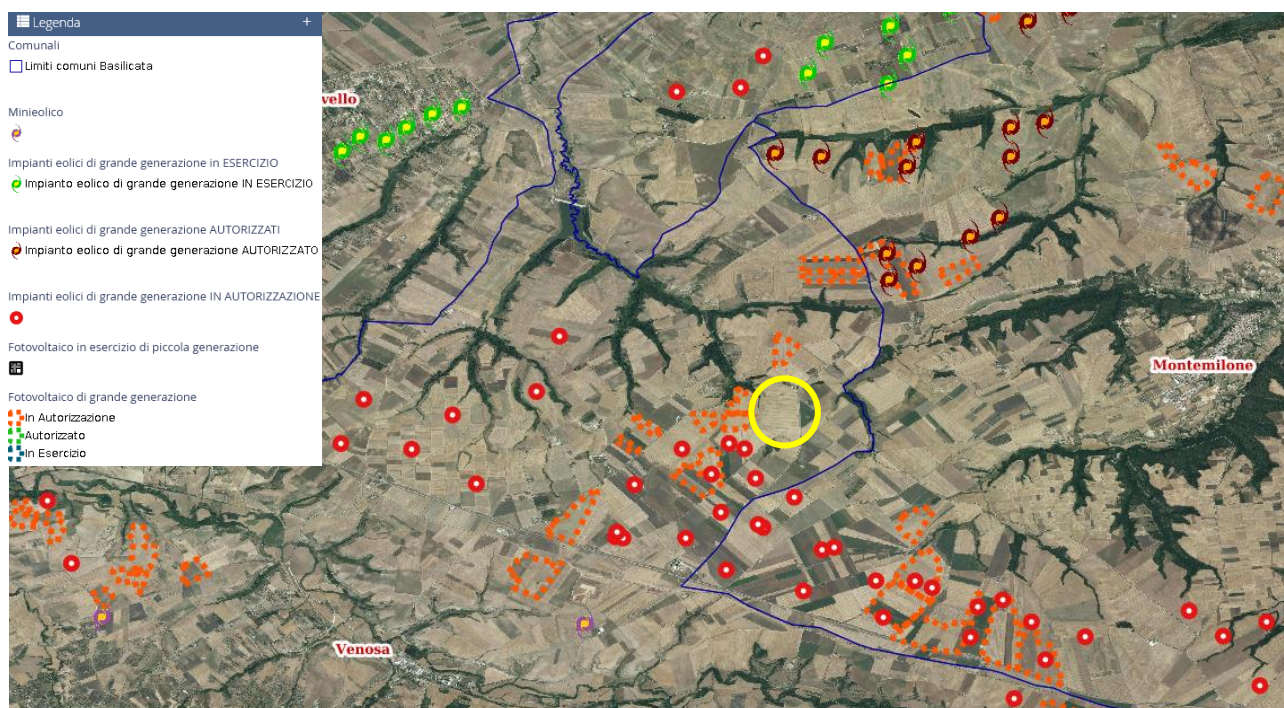 Legenda +
Comunali
Limiti comuni Basilicata
Minieolico
Impianti eolici di grande generazione in ESERCIZIO
Impianto eolico di grande generazione IN ESERCIZIO
Impianti eolici di grande generazione AUTORIZZATI
Impianto eolico di grande generazione AUTORIZZATO
Impianti eolici di grande generazione IN AUTORIZZAZIONE
Fotovoltaico in esercizio di piccola generazione
Fotovoltaico di grande generazione
In Autorizzazione
Autorizzato
In Esercizio
vello
Montemilone
Venosa